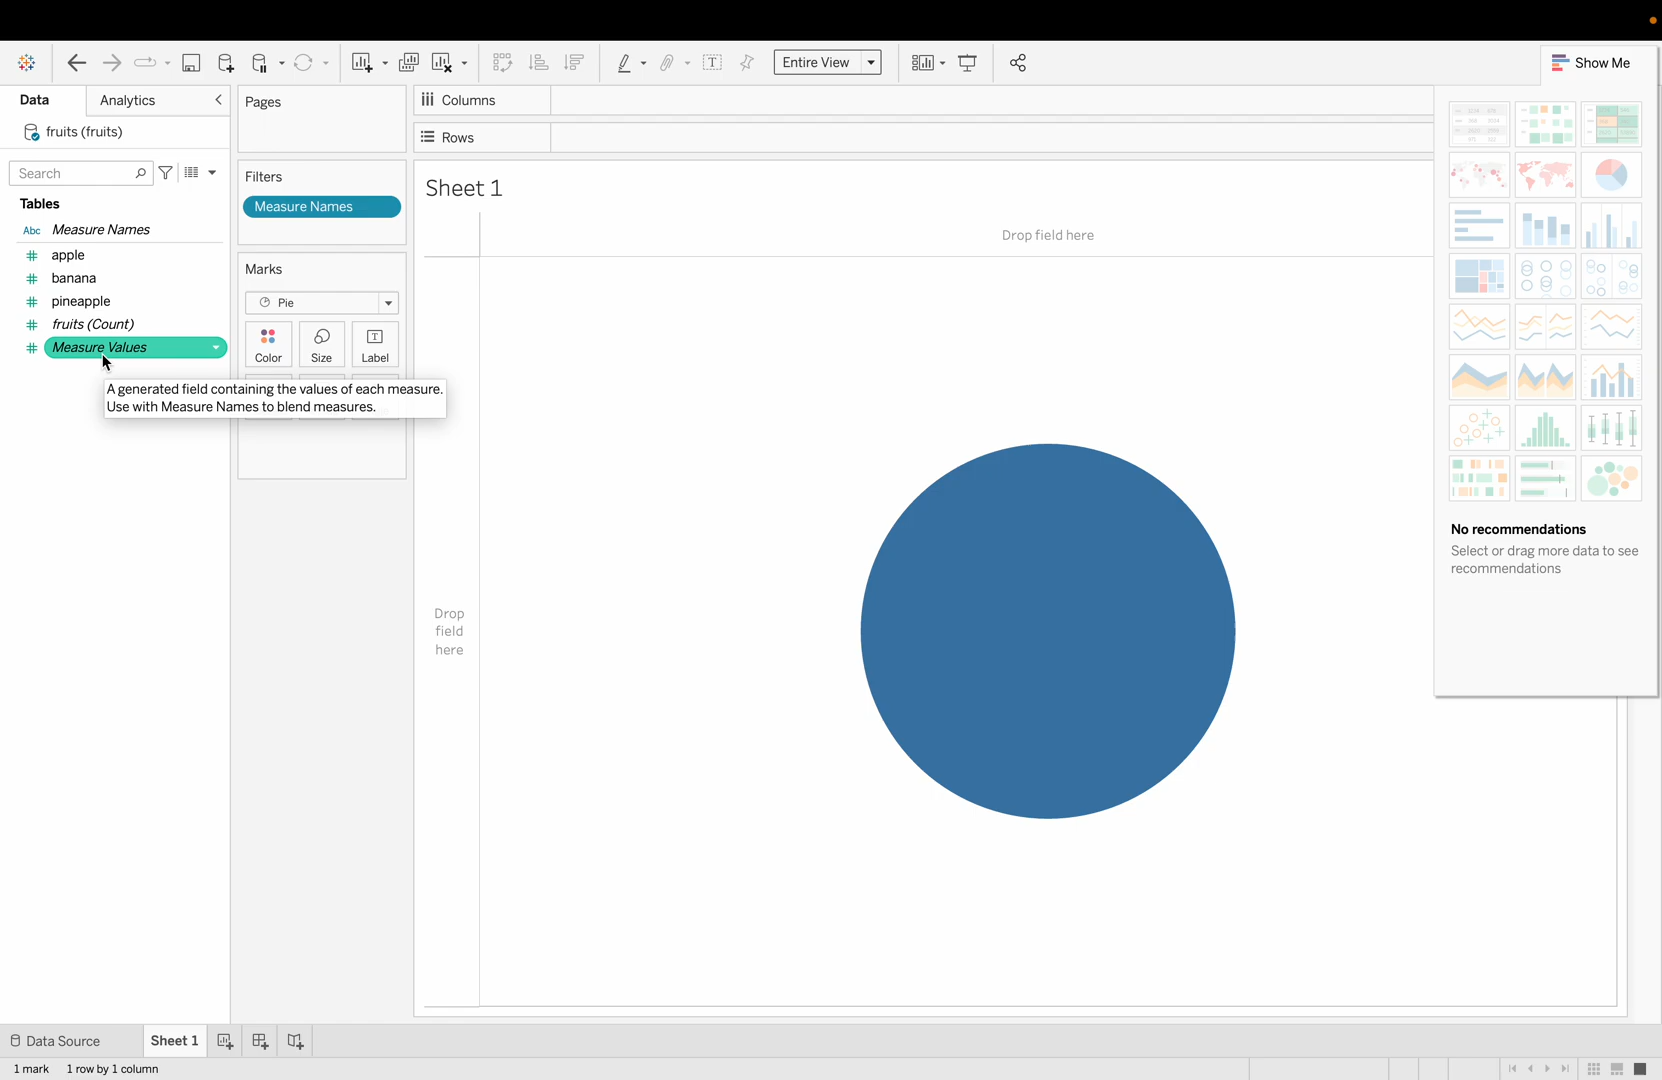 Entire View
Show Me
Data
Analytics
fruits (fruits)
Search
Tables
Abc
Measure Names
apple
banana
pineapple
fruits (Count)
Measure Values
A generated field containing the values of each measure.
Use with Measure Names to blend measures.
Pages
Filters
Measure Names
Marks
Pie
Color
Size
Label
Columns
Rows
Sheet 1
Drop field here
Drop
field
here
No recommendations
Select or drag more data to see
recommendations
Data Source
Sheet 1
1 mark
1 row by 1 column